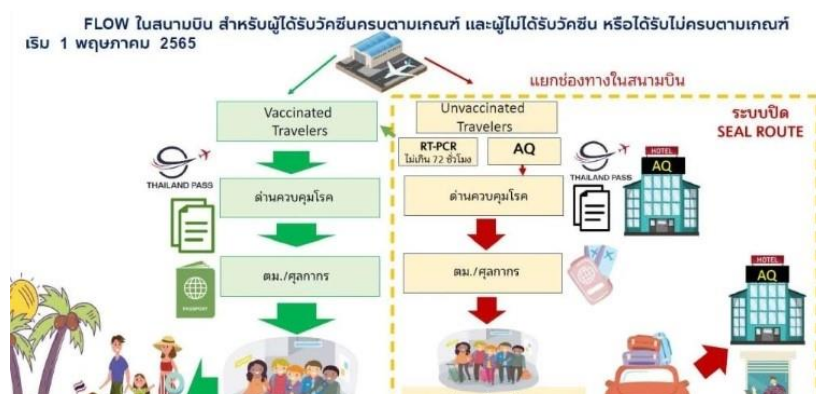 FLOW ในสนามบิน สำหรับผู้ได้รับวัคซีนครบตามเกณฑ์ และผู้ไม่ได้รับวัคซีน หรือได้รับไม่ครบตามเกณฑ์
เริ่ม 1 พฤษภาคม 2565
แยกช่องทางในสนามบิน
Vaccinated
Travelers
Unvaccinated
Travelers
ระบบปิด
SEAL ROUTE
RT-PCR
ไม่เกิน 72 ชั่วโมง
AQ
THAILAND PASS
THAILAND PASS
HOTEL
AQ
ด่านควบคุมโรค
ด่านควบคุมโรค
ตม./ศุลกากร
ตม./ศุลกากร
PASSPORT
HOTEL
AQ